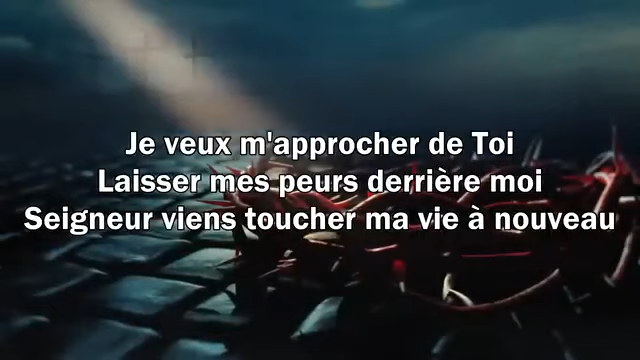 Je veux m'approcher de Toi
Laisser mes peurs derrière moi
Seigneur viens toucher ma vie à nouveau